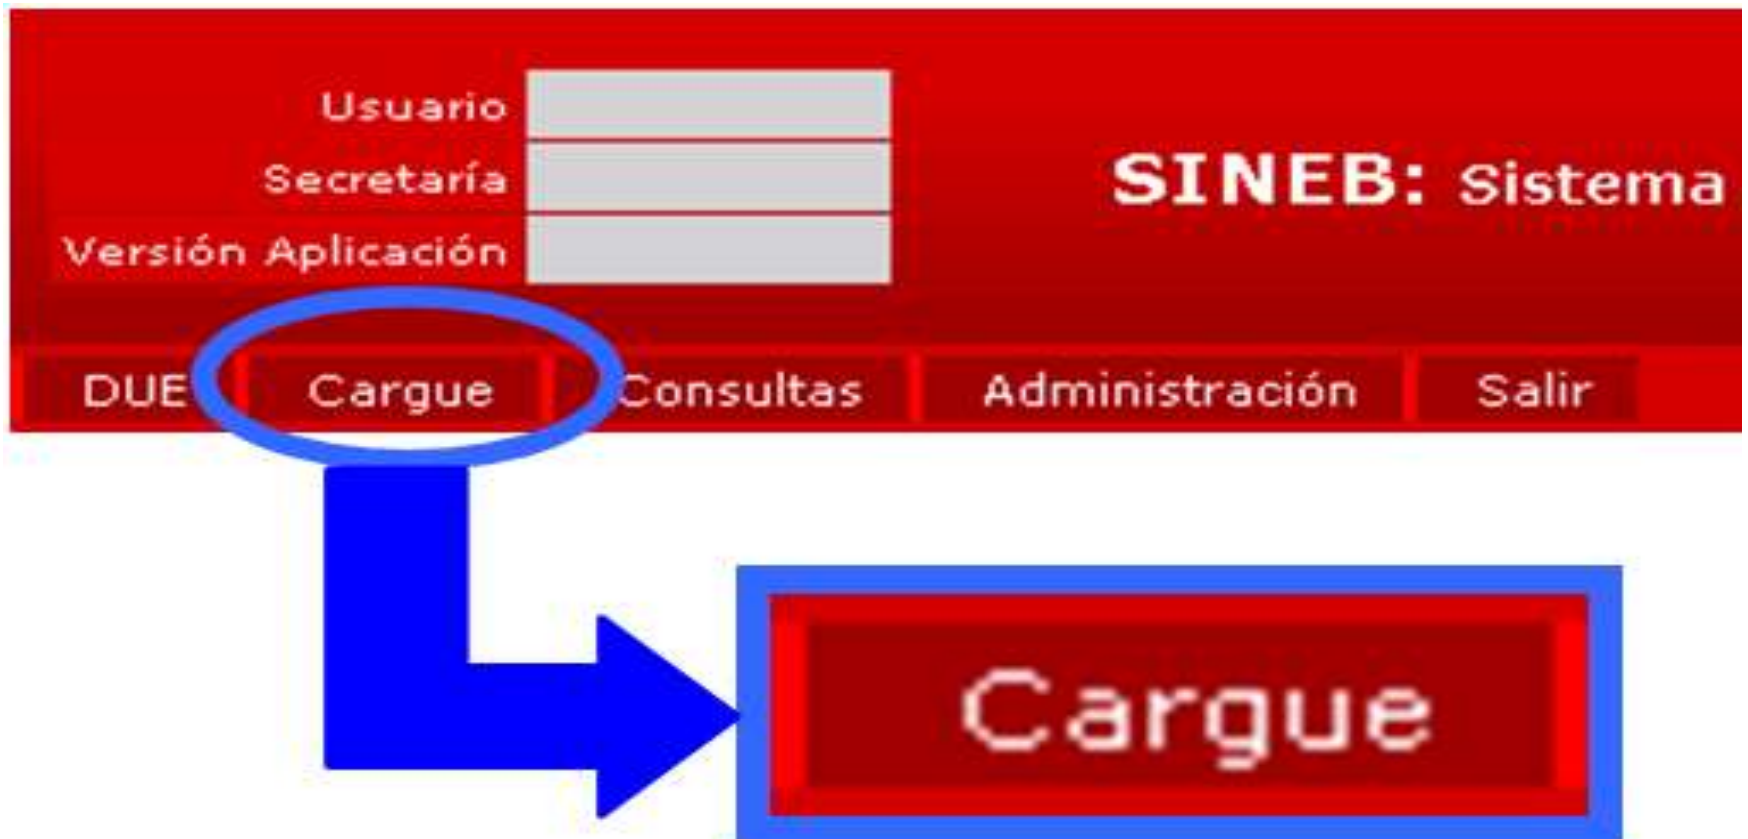 Usuario
Secretaría
Versión Aplicación
SINEB: Sistema
DUE Cargue Consultas Administración Salir
Cargue